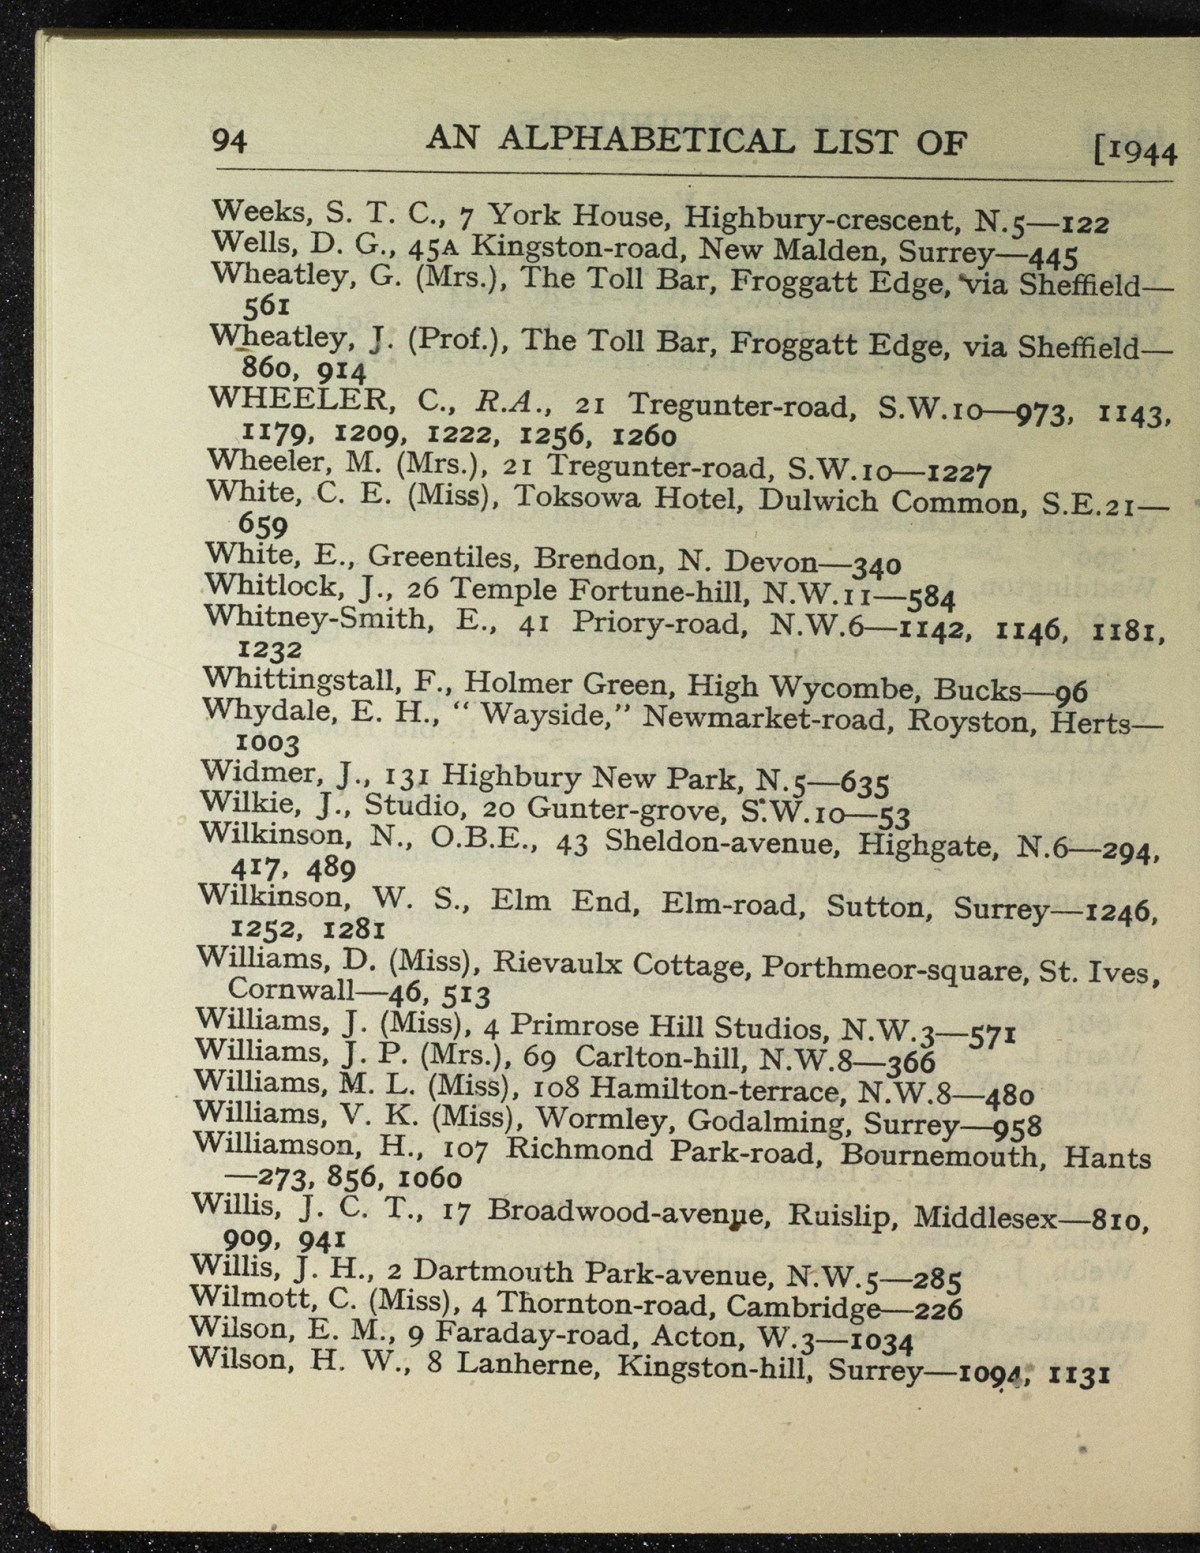 94 AN ALPHABETICAL LIST OF [1944
Weeks, S. T. C., 7 York House, Highbury-crescent, N.5—122
Wells, D. G., 45A Kingston-road, New Malden, Surrey—445
Wheatley, G. (Mrs.), The Toll Bar, Froggatt Edge, via Sheffield—
561
Wheatley, J. (Prof.), The Toll Bar, Froggatt Edge, via Sheffield—
860, 914
WHEELER, C., R.A., 21 Tregunter-road, S.W.10—973, 1143,
1179, 1209, 1222, 1256, 1260
Wheeler, M. (Mrs.), 21 Tregunter-road, S.W.10—1227
White, C. E. (Miss), Toksowa Hotel, Dulwich Common, S.E.21—
659
White, E., Greentiles, Brendon, N. Devon—340
Whitlock, J., 26 Temple Fortune-hill, N.W.11—584
Whitney-Smith, E., 41 Priory-road, N.W.6—1142, 1146, 1181,
1232
Whittingstall, F., Holmer Green, High Wycombe, Bucks—96
Whydale, E. H., “ Wayside,” Newmarket-road, Royston, Herts—
1003
Widmer, J., 131 Highbury New Park, N.5—635
Wilkie, J., Studio, 20 Gunter-grove, S.W.10—53
Wilkinson, N., O.B.E., 43 Sheldon-avenue, Highgate, N.6—294,
417, 489
Wilkinson, W. S., Elm End, Elm-road, Sutton, Surrey—1246,
1252, 1281
Williams, D. (Miss), Rievaulx Cottage, Porthmeor-square, St. Ives,
Cornwall—46, 513
Williams, J. (Miss), 4 Primrose Hill Studios, N.W.3—571
Williams, J. P. (Mrs.), 69 Carlton-hill, N.W.8—366
Williams, M. L. (Miss), 108 Hamilton-terrace, N.W.8—480
Williams, V. K. (Miss), Wormley, Godalming, Surrey—958
Williamson, H., 107 Richmond Park-road, Bournemouth, Hants
—273, 856, 1060
Willis, J. C. T., 17 Broadwood-avenue, Ruislip, Middlesex—810,
909, 941
Willis, J. H., 2 Dartmouth Park-avenue, N.W.5—285
Wilmott, C. (Miss), 4 Thornton-road, Cambridge—226
Wilson, E. M., 9 Faraday-road, Acton, W.3—1034
Wilson, H. W., 8 Lanherne, Kingston-hill, Surrey—1094, 1131